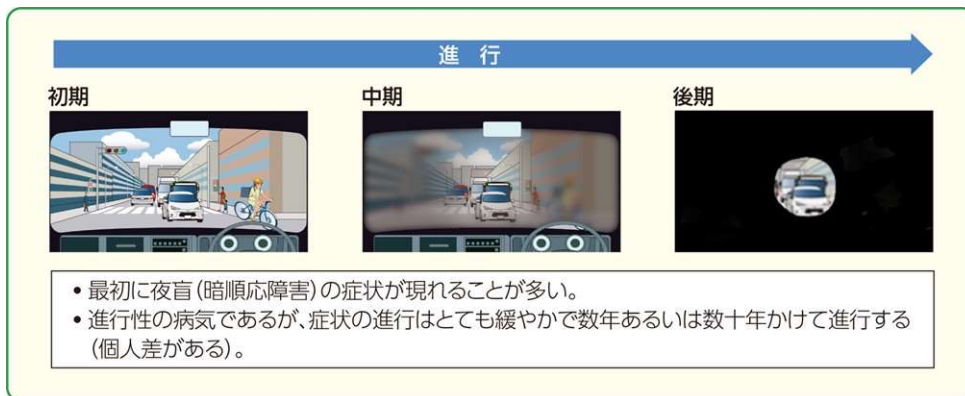 進 行
初期
中期
後期
• 最初に夜盲(暗順応障害)の症状が現れることが多い。
• 進行性の病気であるが、症状の進行はとても緩やかで数年あるいは数十年かけて進行する
(個人差がある)。